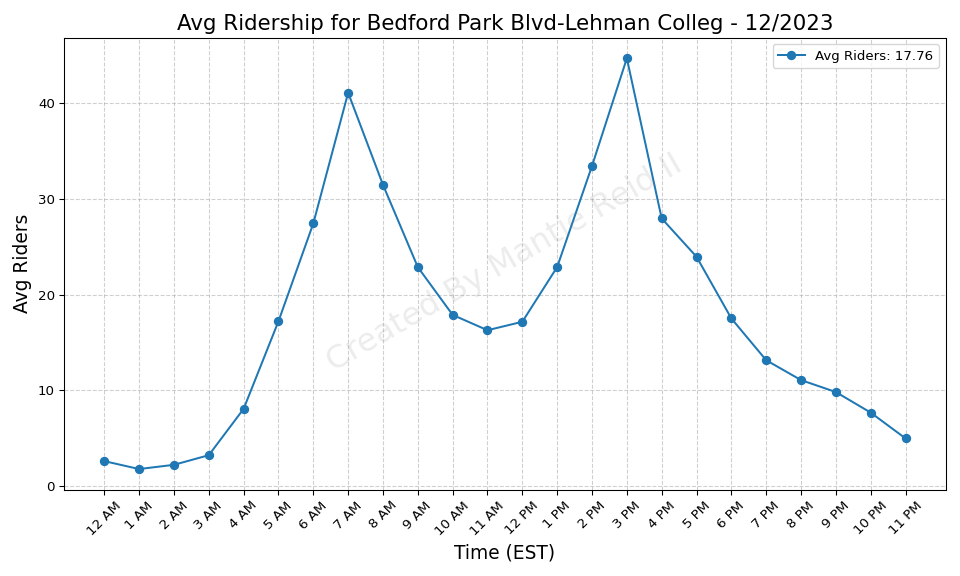 Avg Ridership for Bedford Park Blvd-Lehman Colleg - 12/2023
Avg Riders: 17.76
Avg Riders
40
30
20
10
0
Created By Mantle Reid II
12 AM 1 AM 2 AM 3 AM 4 AM 5 AM 6 AM 7 AM 8 AM 9 AM 10 AM 11 AM 12 PM 1 PM 2 PM 3 PM 4 PM 5 PM 6 PM 7 PM 8 PM 9 PM 10 PM 11 PM
Time (EST)